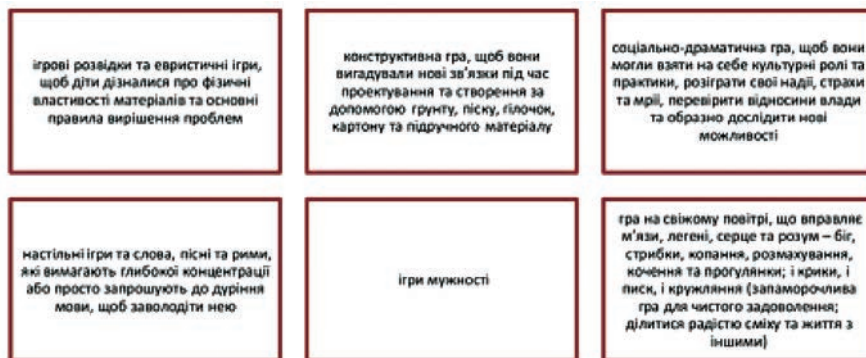 ігрові розвідки та евристичні ігри,
щоб діти дізналися про фізичні
властивості матеріалів та основні
правила вирішення проблем
конструктивна гра, щоб вони
вигадували нові зв'язки під час
проектування та створення за
допомогою грунту, піску, гілочок,
картону та підручного матеріалу
соціально-драматична гра, щоб вони
могли взяти на себе культурні ролі та
практики, розіграти свої надії, страхи
та мрії, перевірити відносини влади
та образно дослідити нові
можливості
настільні ігри та слова, пісні та рими,
які вимагають глибокої концентрації
або просто запрошують до дуріння
мови, щоб заволодіти нею
ігри мужності
гра на свіжому повітрі, що вправляє
м'язи, легені, серце та розум – біг,
стрибки, копання, розмахування,
кочення та прогулянки; і крики, і
писк, і кружляння (запаморочлива
гра для чистого задоволення;
ділитися радістю сміху та життя з
іншими)